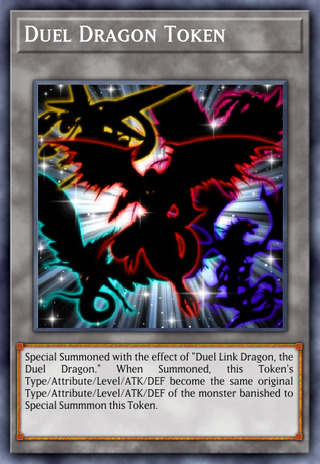 DUEL DRAGON TOKEN
Special Summoned with the effect of "Duel Link Dragon, the
Duel Dragon." When Summoned, this Token's
Type/Attribute/Level/ATK/DEF become the same original
Type/Attribute/Level/ATK/DEF of the monster banished to
Special Summmon this Token.